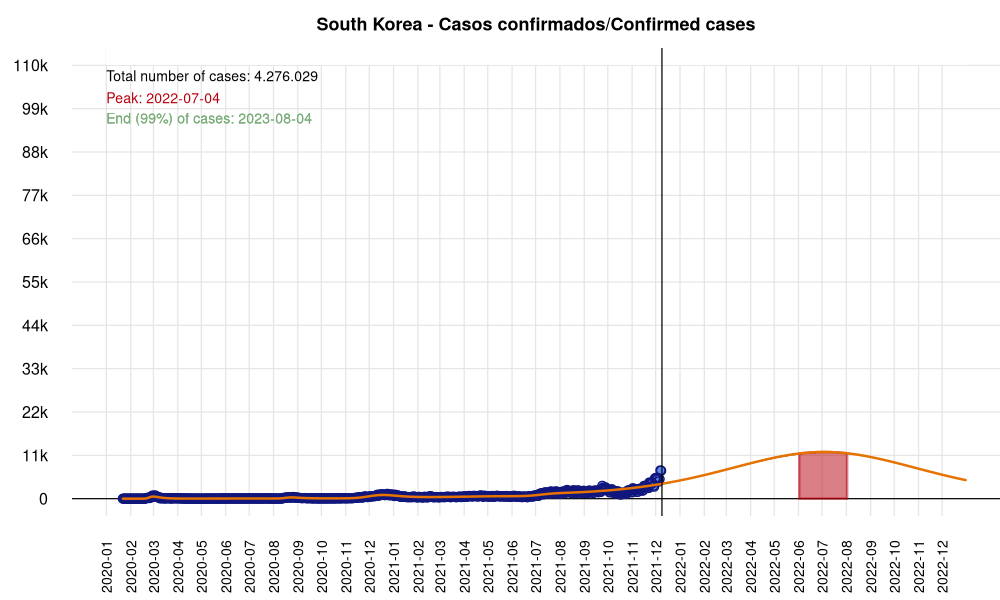 South Korea - Casos confirmados/Confirmed cases
Total number of cases: 4.276.029
Peak: 2022-07-04
End (99%) of cases: 2023-08-04
110k
99k
88k
77k
66k
55k
44k
33k
22k
11k
0
2020-01
2020-02
2020-03
2020-04
2020-05
2020-06
2020-07
2020-08
2020-09
2020-10
2020-11
2020-12
2021-01
2021-02
2021-03
2021-04
2021-05
2021-06
2021-07
2021-08
2021-09
2021-10
2021-11
2021-12
2022-01
2022-02
2022-03
2022-04
2022-05
2022-06
2022-07
2022-08
2022-09
2022-10
2022-11
2022-12